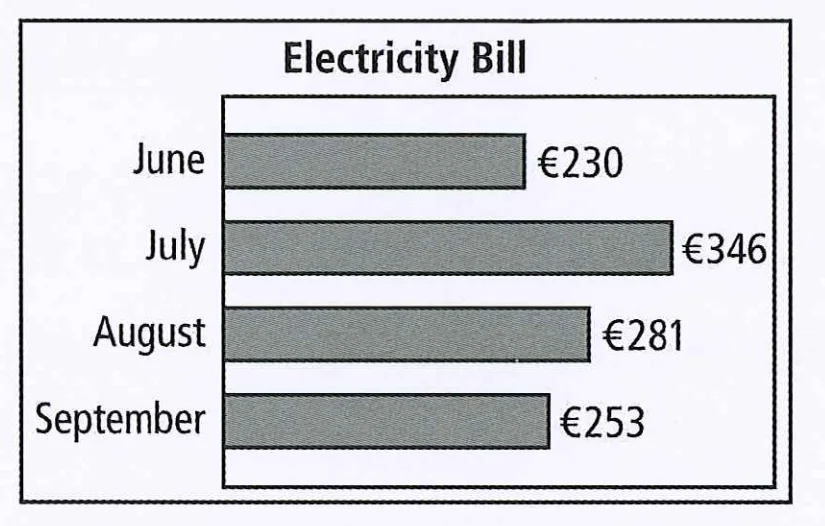 Electricity Bill
June €230
July €346
August €281
September €253